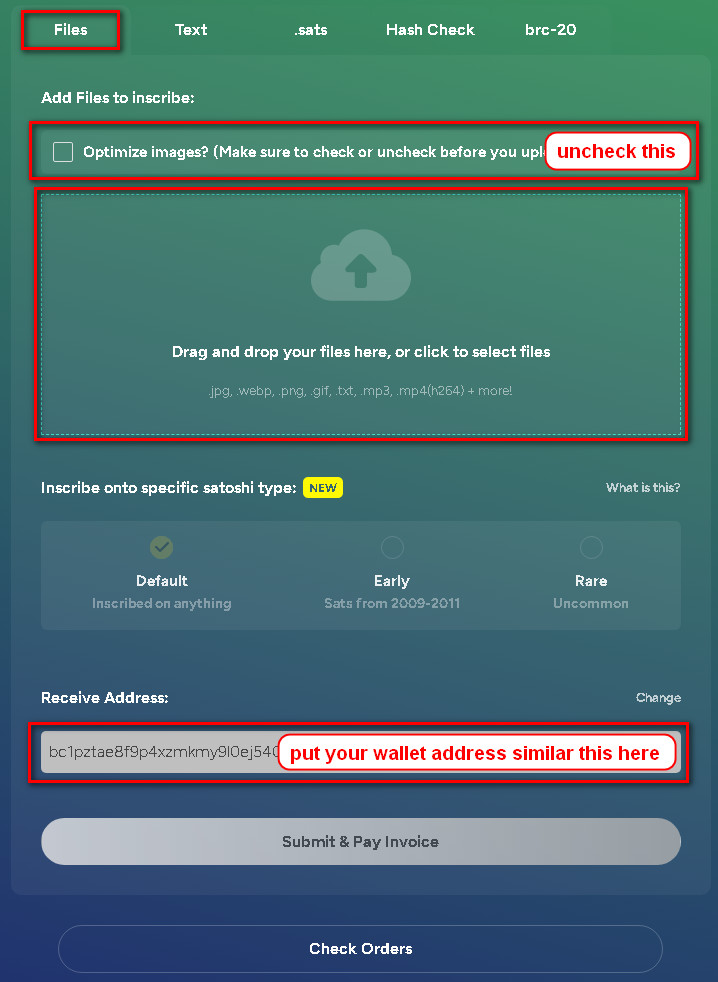 Files
Text
.sats
Hash Check
brc-20
Add Files to inscribe:
Optimize images? (Make sure to check or uncheck before you
uncheck this
Drag and drop your files here, or click to select files
.jpg, .webp, .png, .gif, .txt, .mp3, .mp4(h264) + more!
Inscribe onto specific satoshi type: NEW
What is this?
Default
Early
Rare
Inscribed on anything
Sats from 2009-2011
Uncommon
Receive Address:
Change
put your wallet address similar this here
Submit & Pay Invoice
Check Orders